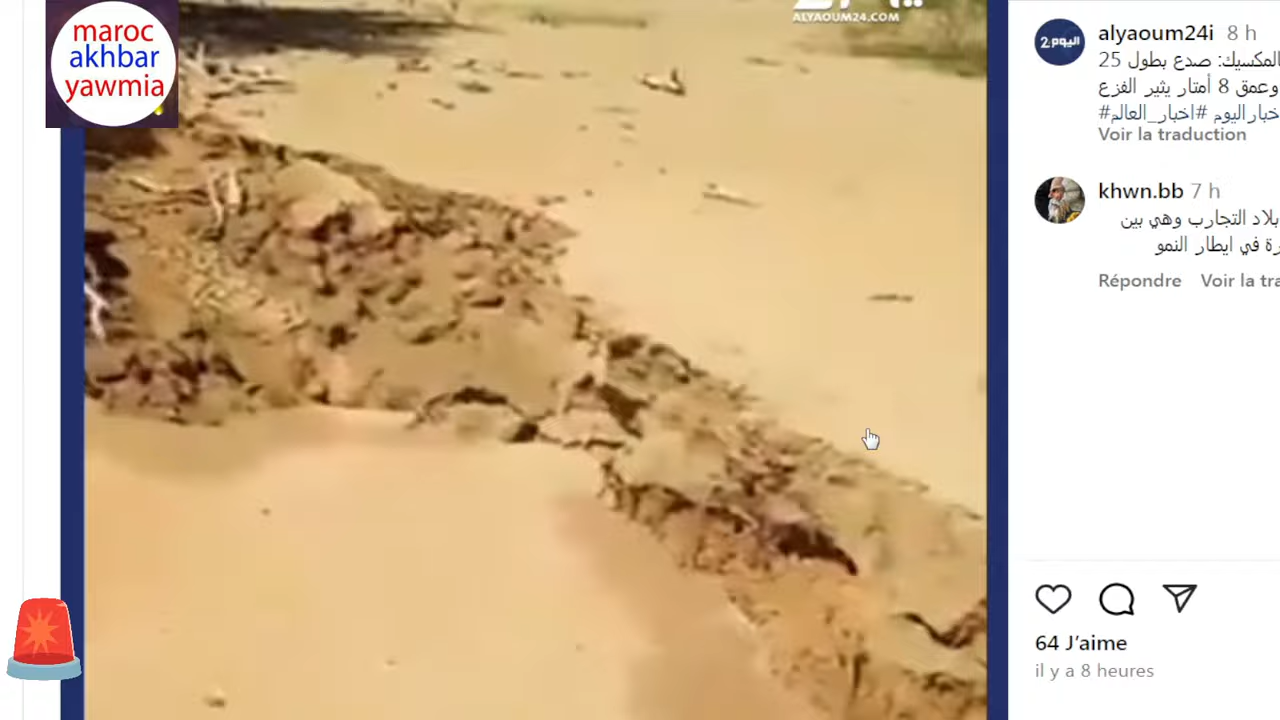 maroc
akhbar
yawmia
ALYAOUM24.COM
اليوم24
alyaoum24i 8 h
المكسيك: صدع بطول 25
وعمق 8 أمتار يثير الفزع
#اخبار_العالم #
Voir la traduction
khwn.bb 7 h
بلاد التجارب وهي بين
في ايطار النمو
Répondre Voir la
64 J’aime
il y a 8 heures